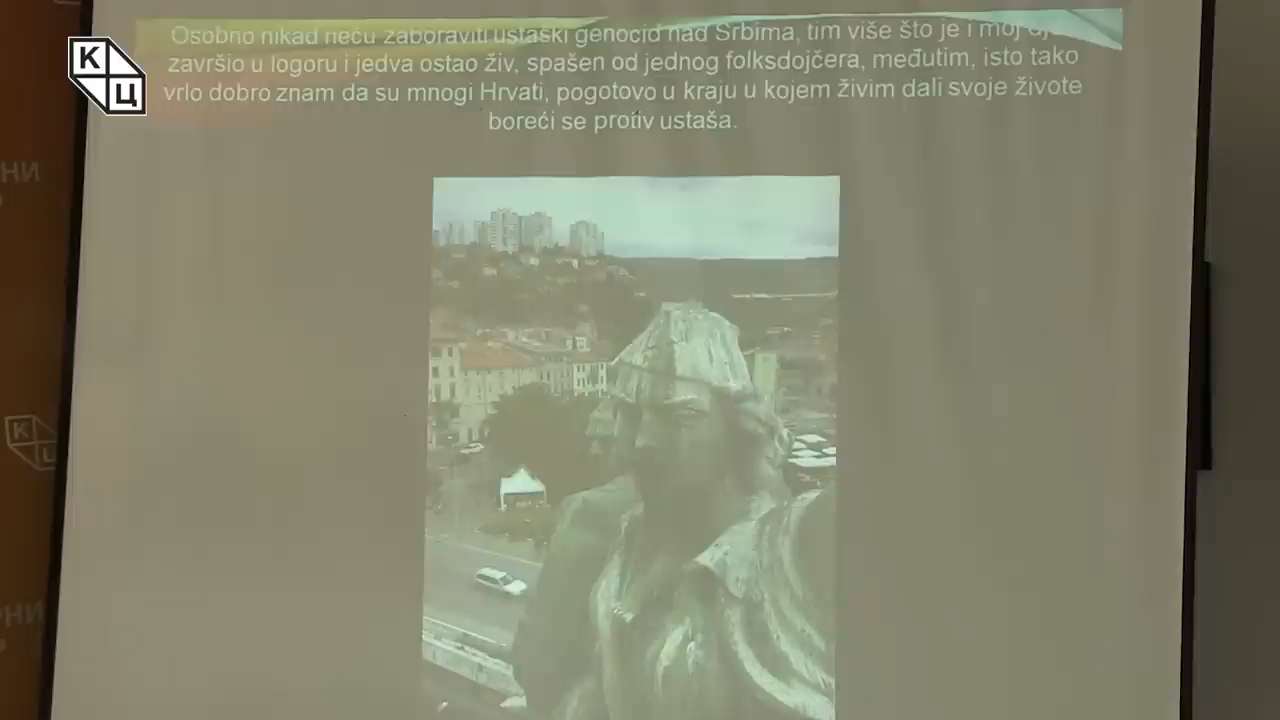 К
Ц
Osobno nikad neću zaboraviti ustaški genocid nad Srbima, tim više što je i moj
završio u logoru i jedva ostao živ, spašen od jednog folksdojčera, međutim, isto tako
vrlo dobro znam da su mnogi Hrvati, pogotovo u kraju u kojem živim dali svoje živote
boreći se protiv ustaša.
НИ
К
РНИ